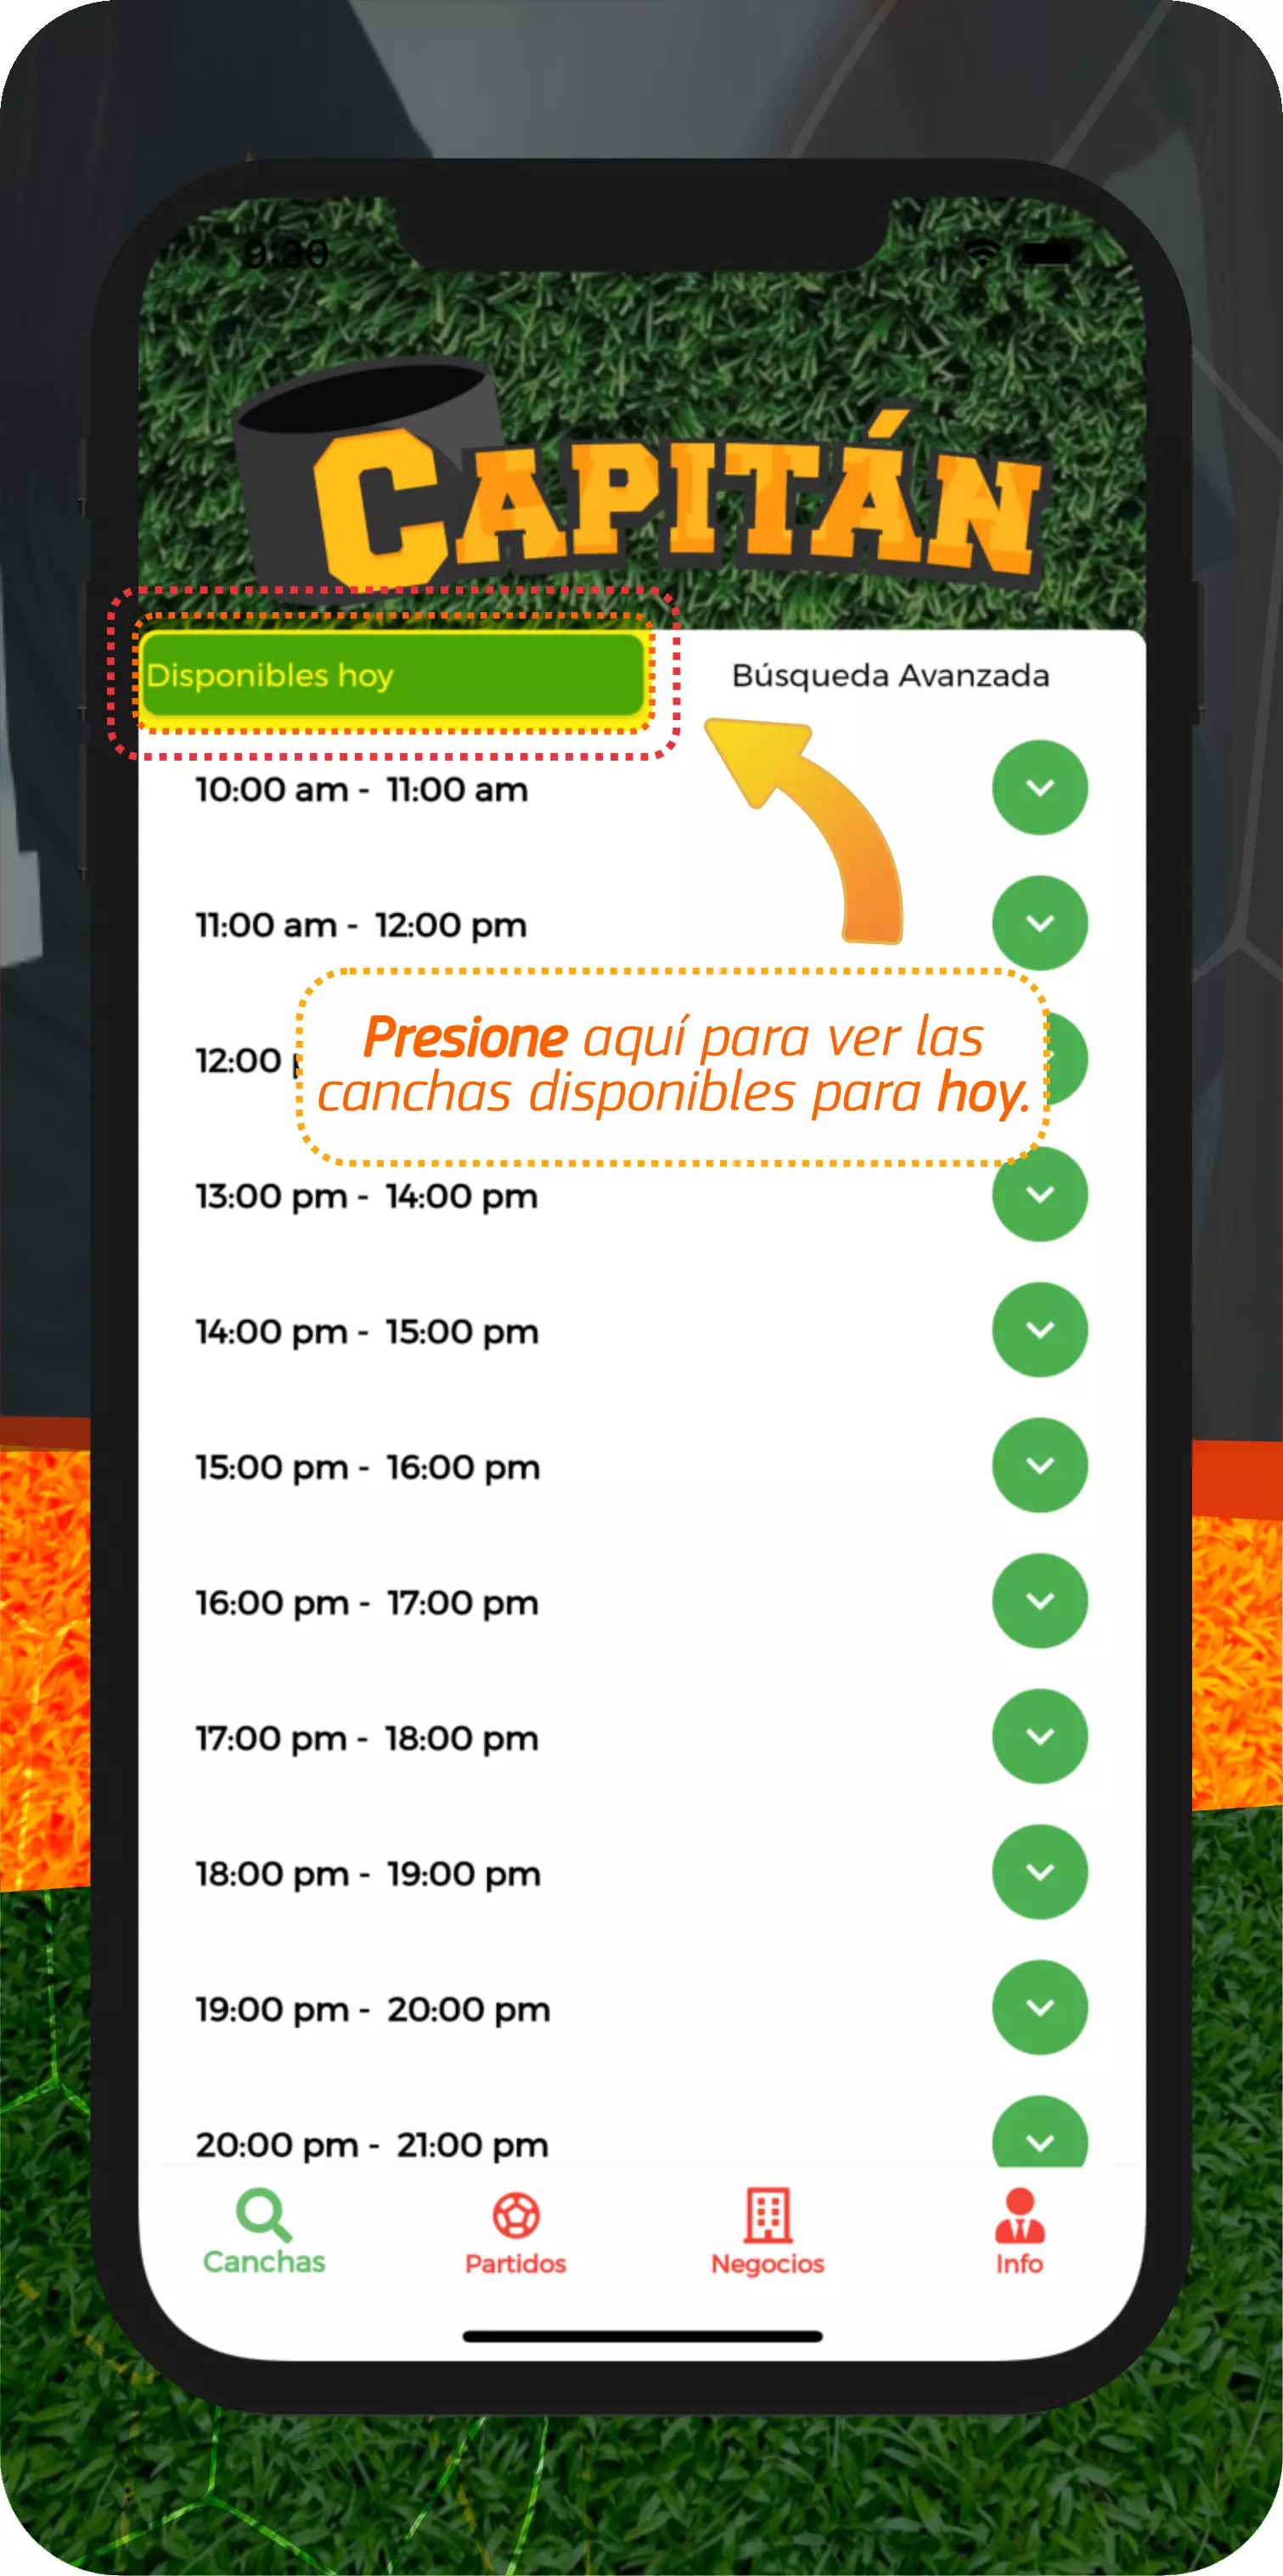 9:30
CAPITÁN
Disponibles hoy
Búsqueda Avanzada
10:00 am - 11:00 am
11:00 am - 12:00 pm
12:00
Presione aquí para ver las
canchas disponibles para hoy.
13:00 pm - 14:00 pm
14:00 pm - 15:00 pm
15:00 pm - 16:00 pm
16:00 pm - 17:00 pm
17:00 pm - 18:00 pm
18:00 pm - 19:00 pm
19:00 pm - 20:00 pm
20:00 pm - 21:00 pm
Canchas
Partidos
Negocios
Info